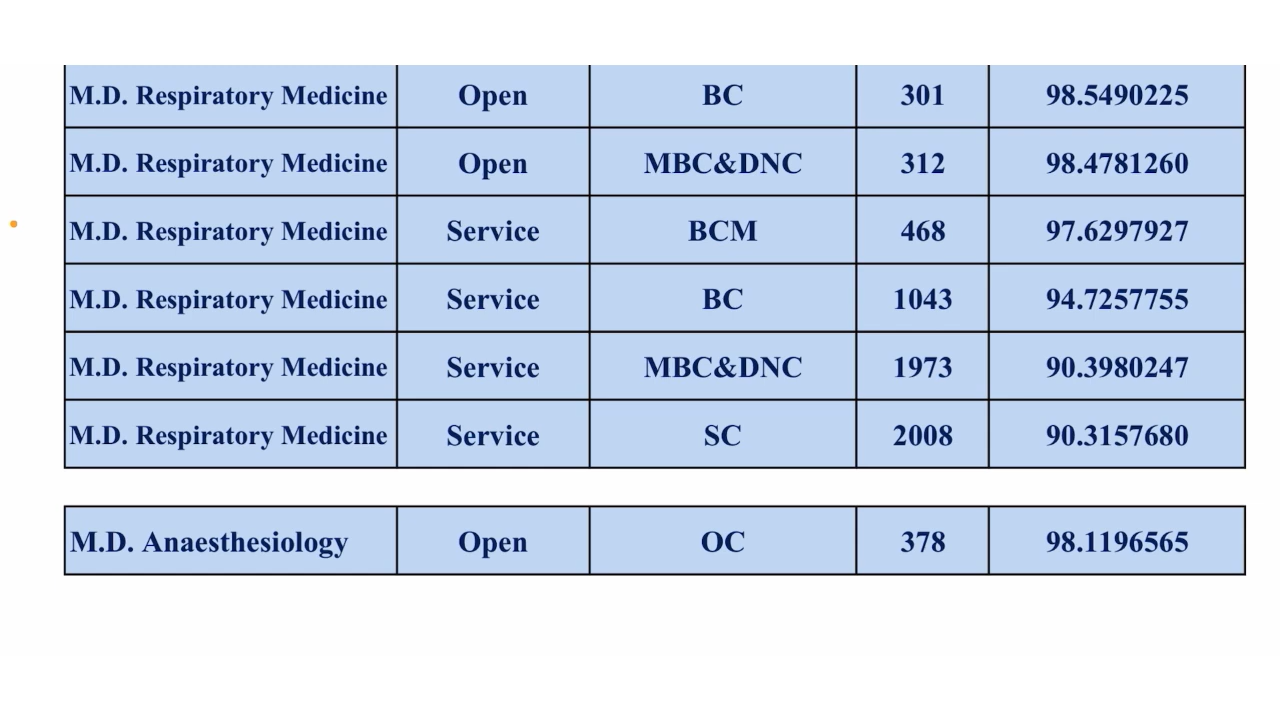 M.D. Respiratory Medicine Open BC 301 98.5490225
M.D. Respiratory Medicine Open MBC&DNC 312 98.4781260
M.D. Respiratory Medicine Service BCM 468 97.6297927
M.D. Respiratory Medicine Service BC 1043 94.7257755
M.D. Respiratory Medicine Service MBC&DNC 1973 90.3980247
M.D. Respiratory Medicine Service SC 2008 90.3157680
M.D. Anaesthesiology Open OC 378 98.1196565